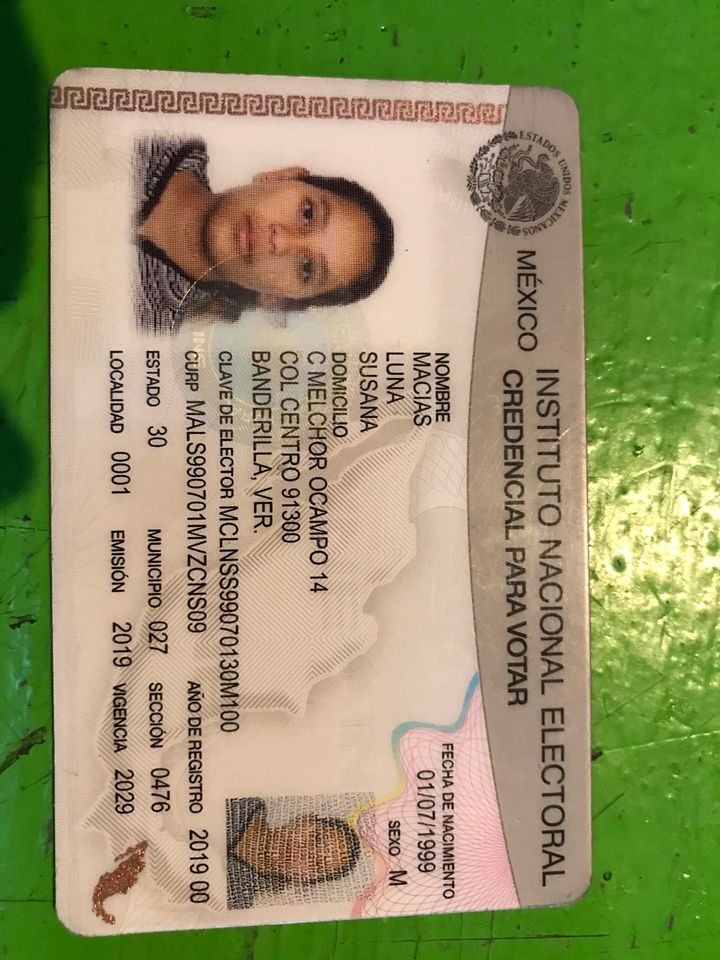 ESTADOS UNIDOS MEXICANOS
MÉXICO INSTITUTO NACIONAL ELECTORAL
CREDENCIAL PARA VOTAR
NOMBRE
MACIAS
LUNA
SUSANA
FECHA DE NACIMIENTO
01/07/1999
SEXO M
DOMICILIO
C MELCHOR OCAMPO 14
COL CENTRO 91300
BANDERILLA, VER.
CLAVE DE ELECTOR MCLNSS99070130M100
CURP MALS990701MVZCNS09 AÑO DE REGISTRO 2019 00
ESTADO 30 MUNICIPIO 027 SECCIÓN 0476
LOCALIDAD 0001 EMISIÓN 2019 VIGENCIA 2029